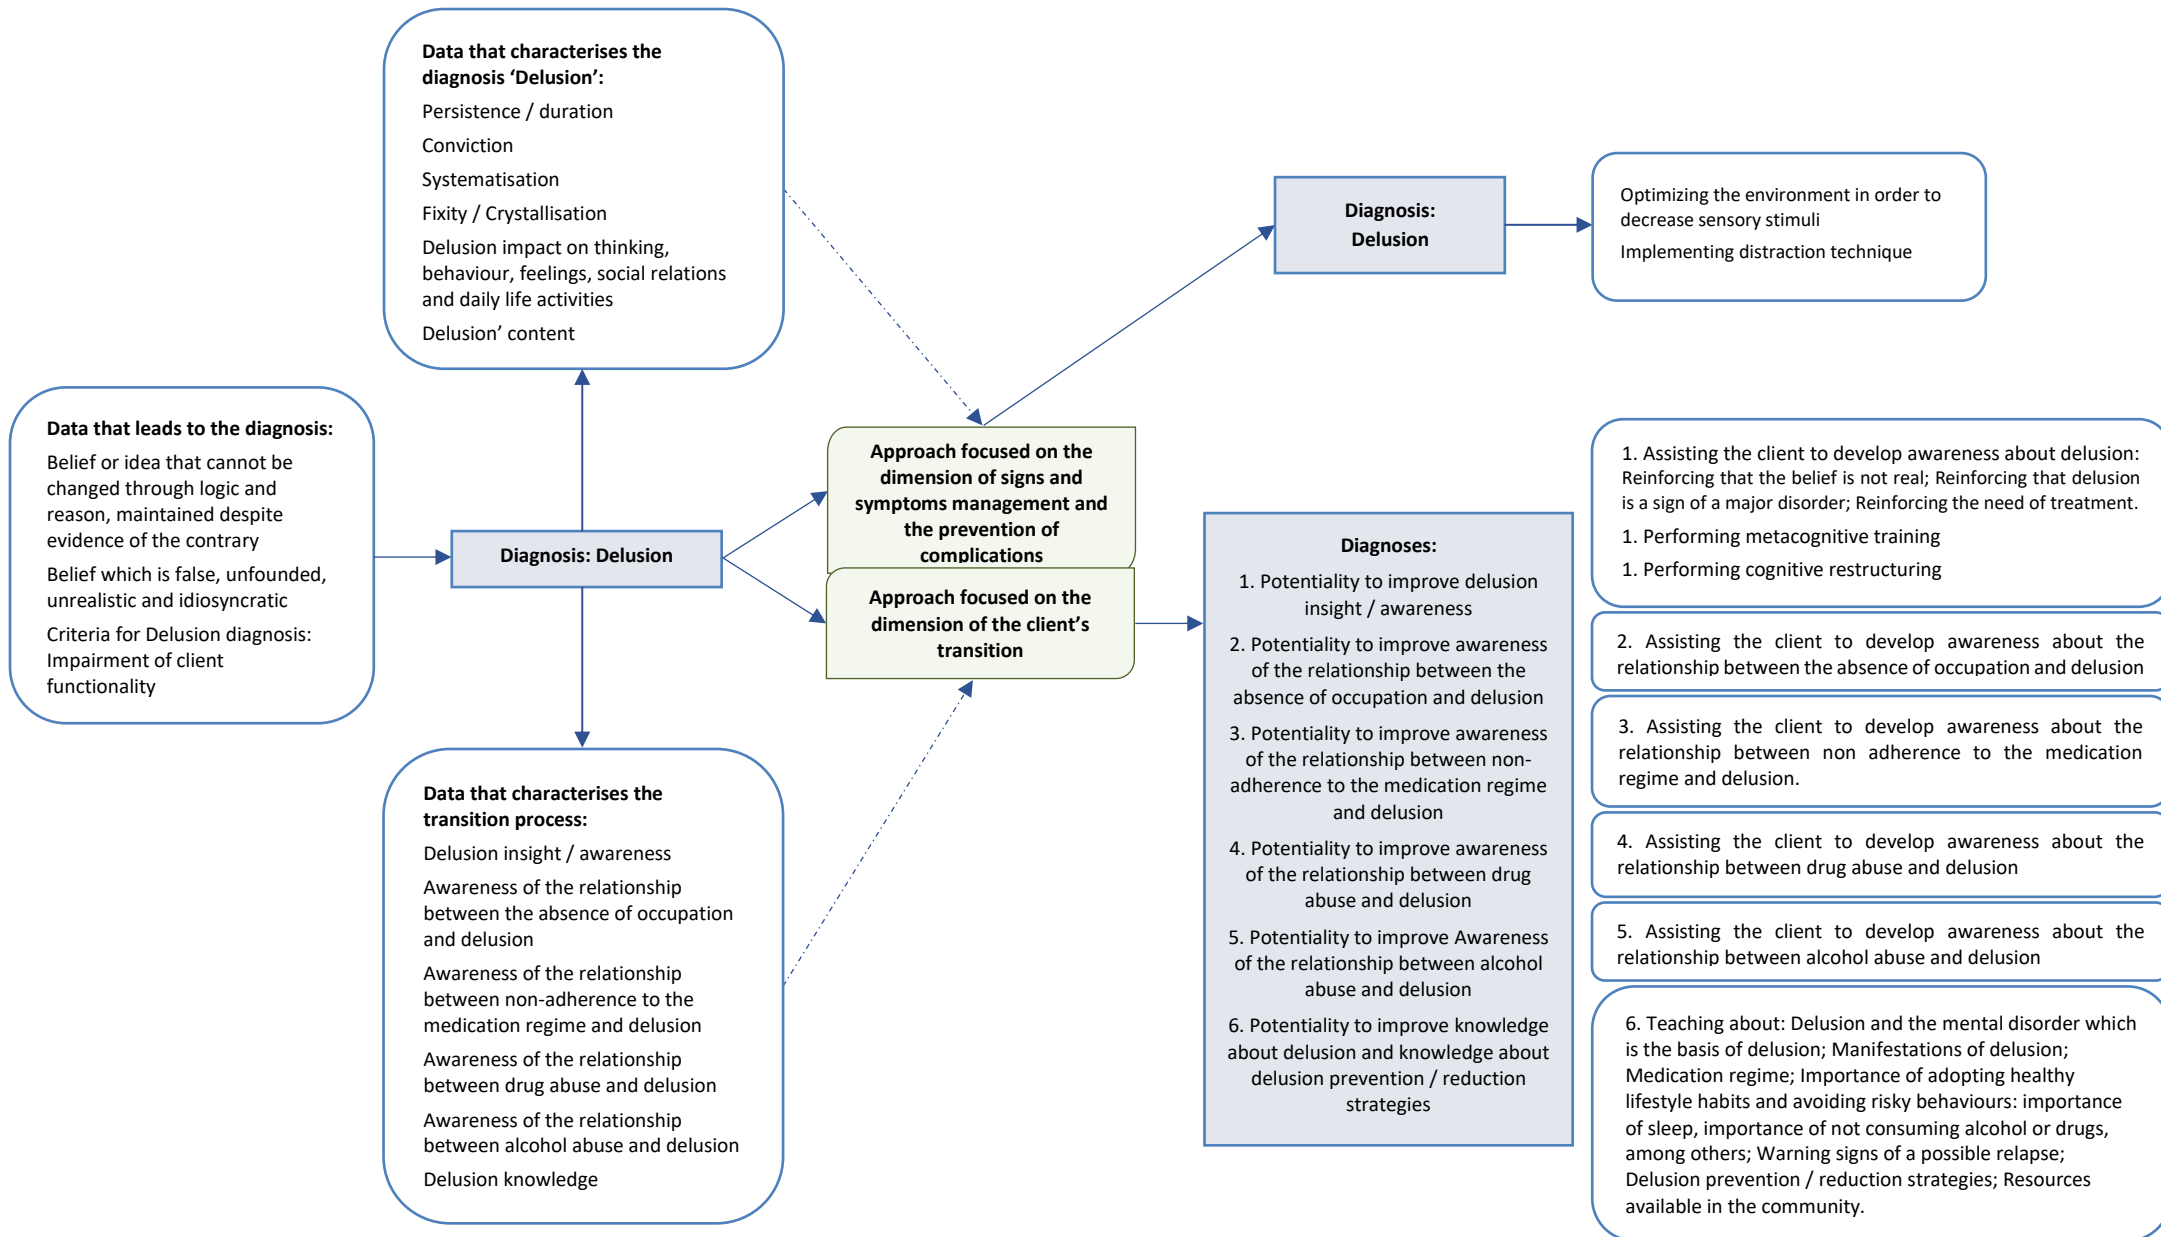 Data that characterises the
diagnosis ‘Delusion’:
Persistence / duration
Conviction
Systematisation
Fixity / Crystallisation
Delusion impact on thinking,
behaviour, feelings, social relations
and daily life activities
Delusion’ content
Data that leads to the diagnosis:
Belief or idea that cannot be
changed through logic and
reason, maintained despite
evidence of the contrary
Belief which is false, unfounded,
unrealistic and idiosyncratic
Criteria for Delusion diagnosis:
Impairment of client
functionality
Diagnosis: Delusion
Data that characterises the
transition process:
Delusion insight / awareness
Awareness of the relationship
between the absence of occupation
and delusion
Awareness of the relationship
between non-adherence to the
medication regime and delusion
Awareness of the relationship
between drug abuse and delusion
Awareness of the relationship
between alcohol abuse and delusion
Delusion knowledge
Approach focused on the
dimension of signs and
symptoms management and
the prevention of
complications
Approach focused on the
dimension of the client’s
transition
Diagnosis:
Delusion
Optimizing the environment in order to
decrease sensory stimuli
Implementing distraction technique
Diagnoses:
1. Potentiality to improve delusion
insight / awareness
2. Potentiality to improve awareness
of the relationship between the
absence of occupation and delusion
3. Potentiality to improve awareness
of the relationship between non-
adherence to the medication regime
and delusion
4. Potentiality to improve awareness
of the relationship between drug
abuse and delusion
5. Potentiality to improve Awareness
of the relationship between alcohol
abuse and delusion
6. Potentiality to improve knowledge
about delusion and knowledge about
delusion prevention / reduction
strategies
1. Assisting the client to develop awareness about delusion:
Reinforcing that the belief is not real; Reinforcing that delusion
is a sign of a major disorder; Reinforcing the need of treatment.
1. Performing metacognitive training
1. Performing cognitive restructuring
2. Assisting the client to develop awareness about the
relationship between the absence of occupation and delusion
3. Assisting the client to develop awareness about the
relationship between non adherence to the medication
regime and delusion.
4. Assisting the client to develop awareness about the
relationship between drug abuse and delusion
5. Assisting the client to develop awareness about the
relationship between alcohol abuse and delusion
6. Teaching about: Delusion and the mental disorder which
is the basis of delusion; Manifestations of delusion;
Medication regime; Importance of adopting healthy
lifestyle habits and avoiding risky behaviours: importance
of sleep, importance of not consuming alcohol or drugs,
among others; Warning signs of a possible relapse;
Delusion prevention / reduction strategies; Resources
available in the community.